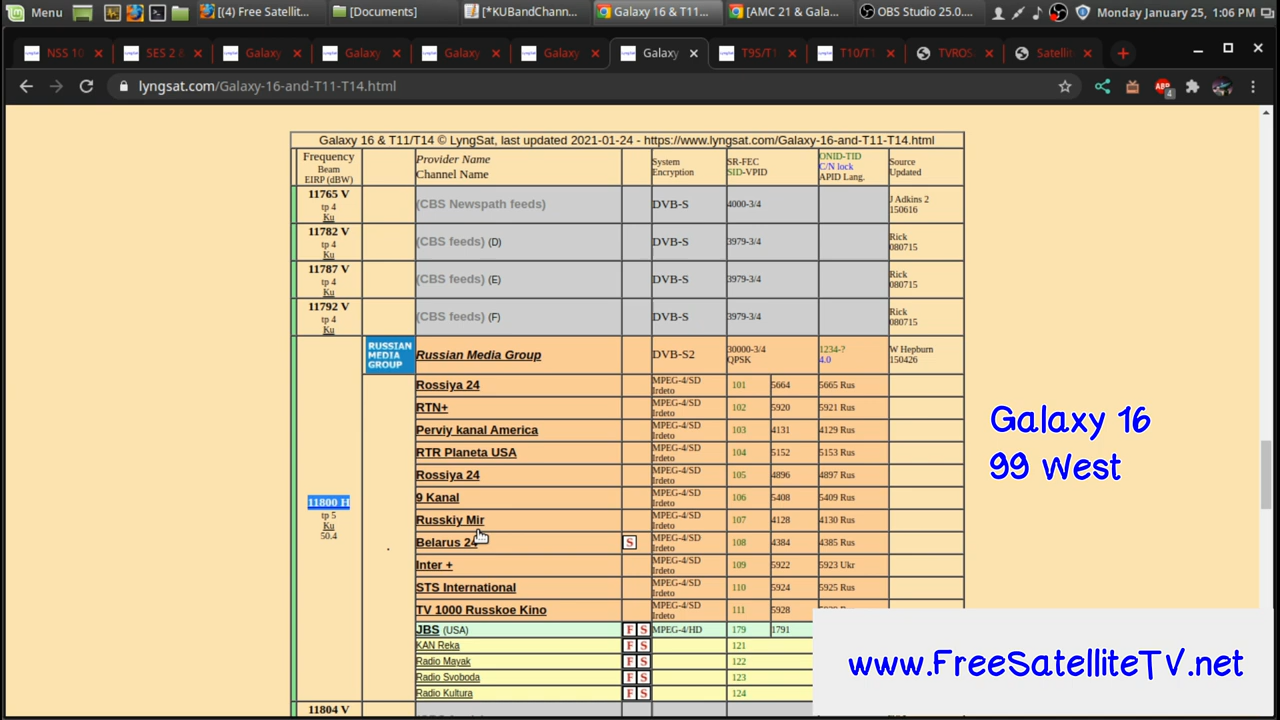 Menu [(4) Free Satellit... [Documents] [*KUBandChann... Galaxy 16 & T11... [AMC 21 & Gala... OBS Studio 25.0.... Monday January 25, 1:06 PM
NSS 10 SES 2 & Galaxy Galaxy Galaxy Galaxy Galaxy T9S/T1 T10/T1 TVROS Satellit
lyngsat.com/Galaxy-16-and-T11-T14.html ABP 4
Galaxy 16 & T11/T14 © LyngSat, last updated 2021-01-24 - https://www.lyngsat.com/Galaxy-16-and-T11-T14.html
Frequency
Beam
EIRP (dBW)
Provider Name
Channel Name
System
Encryption
SR-FEC
SID-VPID
ONID-TID
C/N lock
APID Lang.
Source
Updated
11765 V
tp 4
Ku
(CBS Newspath feeds) DVB-S 4000-3/4
J Adkins 2
150616
11782 V
tp 4
Ku
(CBS feeds) (D) DVB-S 3979-3/4
Rick
080715
11787 V
tp 4
Ku
(CBS feeds) (E) DVB-S 3979-3/4
Rick
080715
11792 V
tp 4
Ku
(CBS feeds) (F) DVB-S 3979-3/4
Rick
080715
11800 H
tp 5
Ku
50.4
RUSSIAN
MEDIA
GROUP
Russian Media Group DVB-S2
30000-3/4
QPSK
1234-?
4.0
W Hepburn
150426
Rossiya 24 MPEG-4/SD
Irdeto 101 5664 5665 Rus
RTN+ MPEG-4/SD
Irdeto 102 5920 5921 Rus
Perviy kanal America MPEG-4/SD
Irdeto 103 4131 4129 Rus
RTR Planeta USA MPEG-4/SD
Irdeto 104 5152 5153 Rus
Rossiya 24 MPEG-4/SD
Irdeto 105 4896 4897 Rus
9 Kanal MPEG-4/SD
Irdeto 106 5408 5409 Rus
Russkiy Mir MPEG-4/SD
Irdeto 107 4128 4130 Rus
Belarus 24 S MPEG-4/SD
Irdeto 108 4384 4385 Rus
Inter + MPEG-4/SD
Irdeto 109 5922 5923 Ukr
STS International MPEG-4/SD
Irdeto 110 5924 5925 Rus
TV 1000 Russkoe Kino MPEG-4/SD
Irdeto 111 5928
JBS (USA) F S MPEG-4/HD 179 1791
KAN Reka F S 121
Radio Mayak F S 122
Radio Svoboda F S 123
Radio Kultura F S 124
11804 V
Galaxy 16
99 West
www.FreeSatelliteTV.net